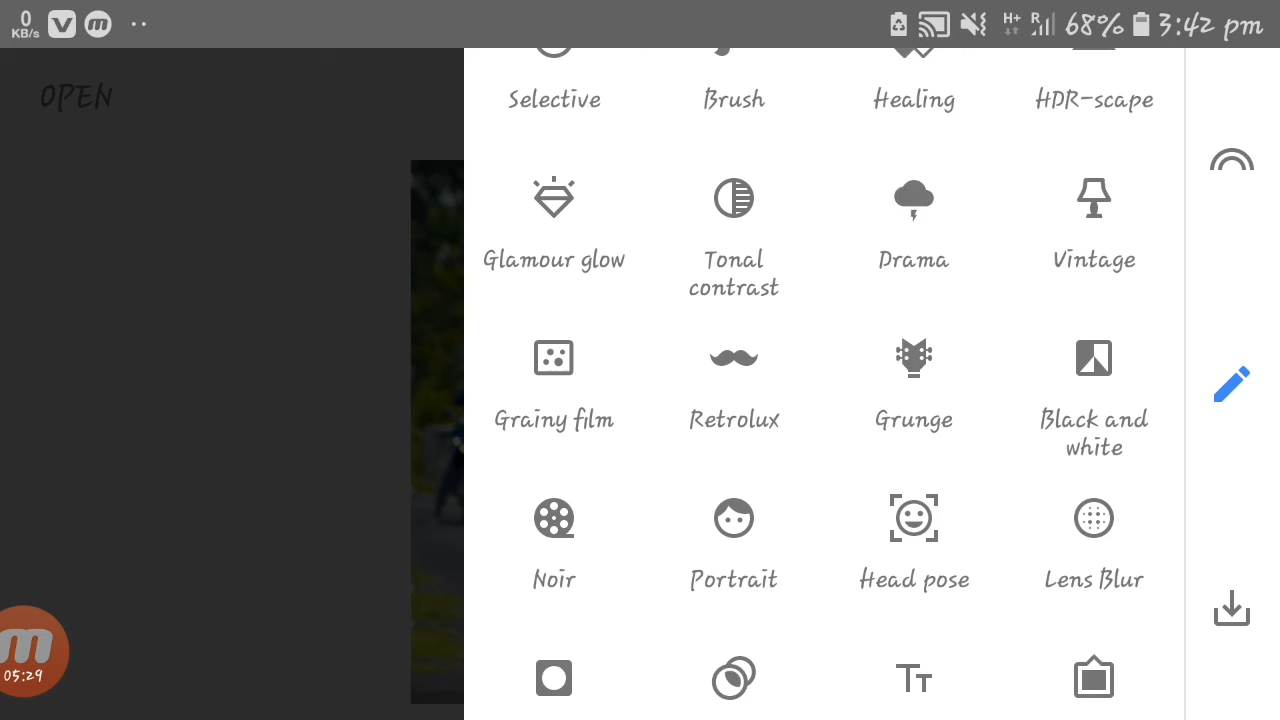 0
KB/s
H+
R
68%
3:42 pm
OPEN
Selective
Brush
Healing
HDR-scape
Glamour glow
Tonal
contrast
Drama
Vintage
Grainy film
Retrolux
Grunge
Black and
white
Noir
Portrait
Head pose
Lens Blur
05:29